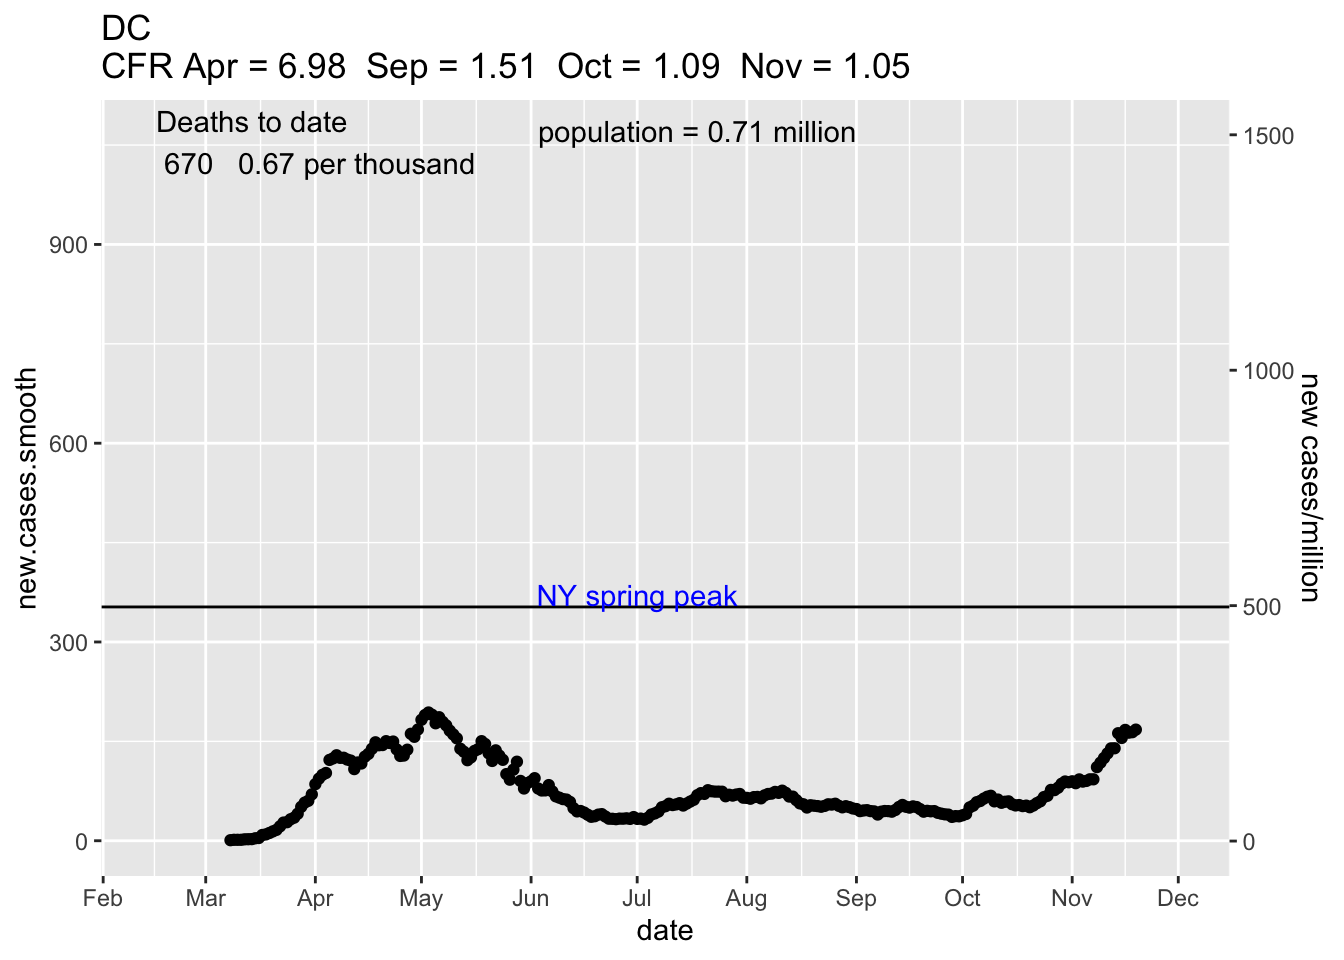 DC
CFR Apr = 6.98  Sep = 1.51  Oct = 1.09  Nov = 1.05
Deaths to date
670   0.67 per thousand
population = 0.71 million
1500
900
1000
600
new.cases.smooth
new cases/million
NY spring peak
500
300
0
0
Feb Mar Apr May Jun Jul Aug Sep Oct Nov Dec
date